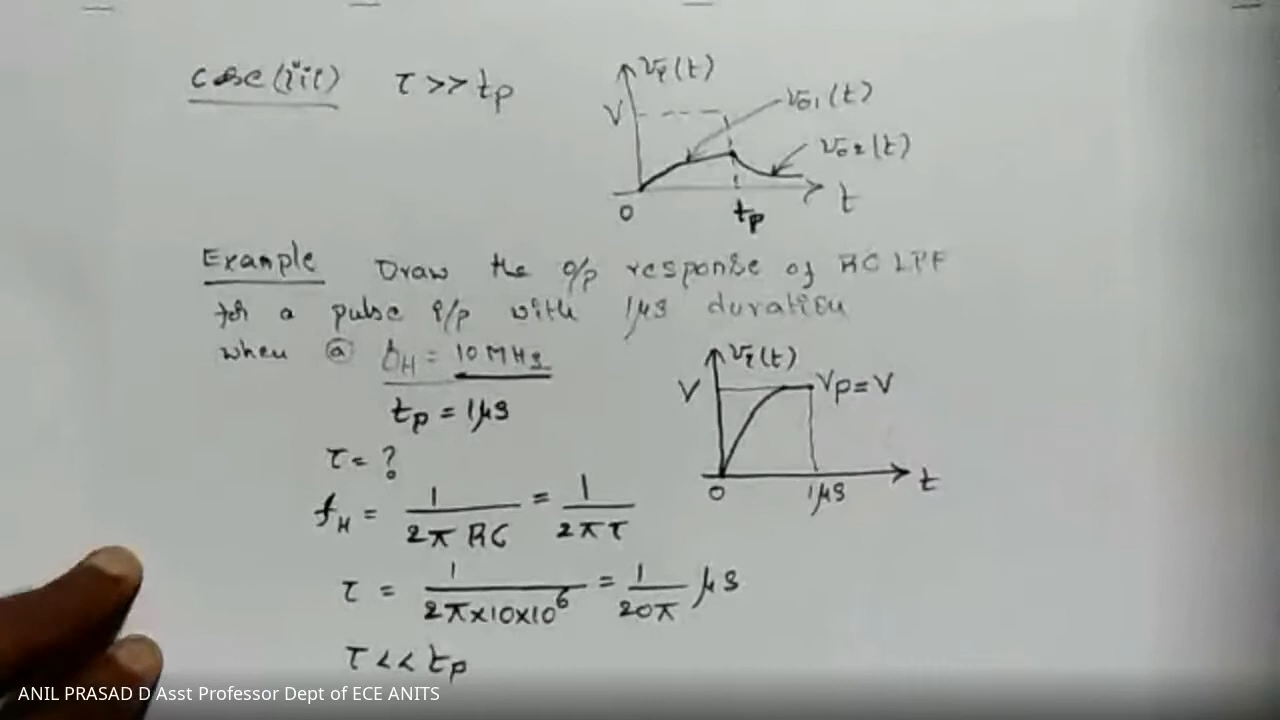 case (iii) τ >> tp
vi(t)
V
vo1(t)
vo2(t)
0 tp t
Example Draw the o/p response of RC LPF
for a pulse i/p with 1μs duration
when ⓐ fH = 10 MHz
tp = 1μs
vi(t)
V Vp = V
0 1μs t
τ = ?
fH = 1/2π RC = 1/2πτ
τ = 1/2π×10×10^6 = 1/20π μs
τ << tp
ANIL PRASAD D Asst Professor Dept of ECE ANITS